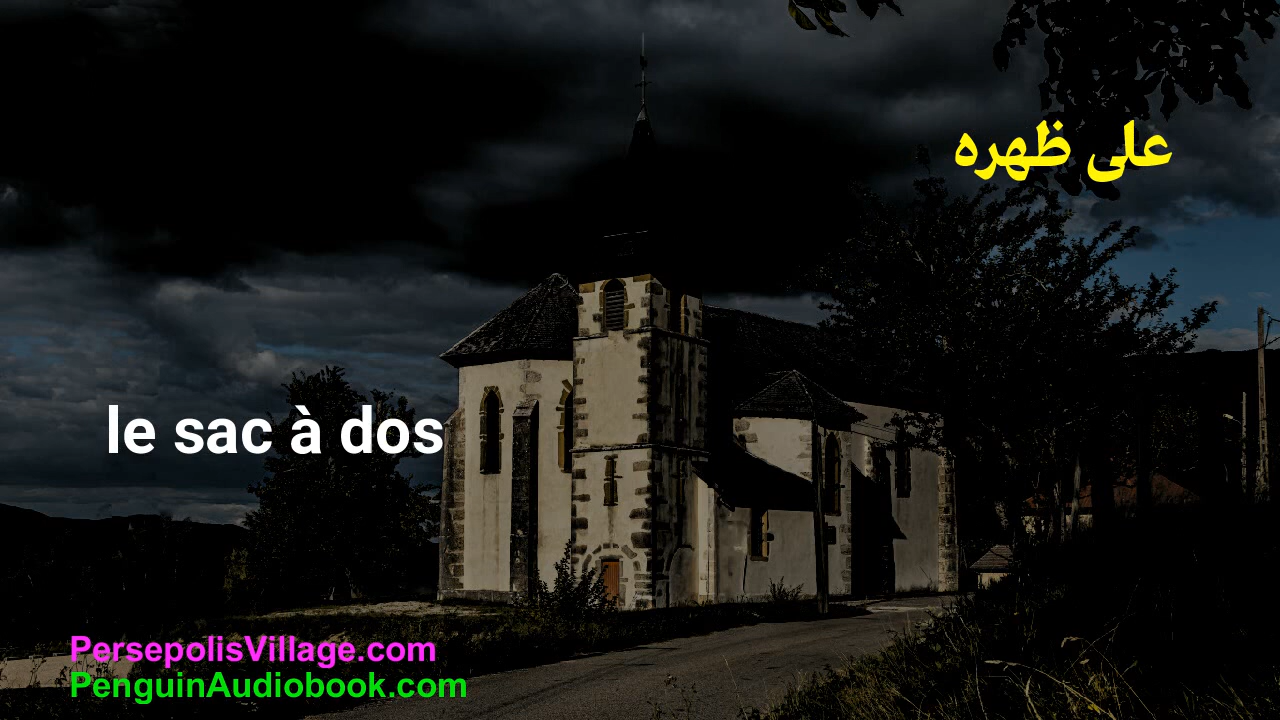 على ظهره
le sac à dos
PersepolisVillage.com
PenguinAudiobook.com